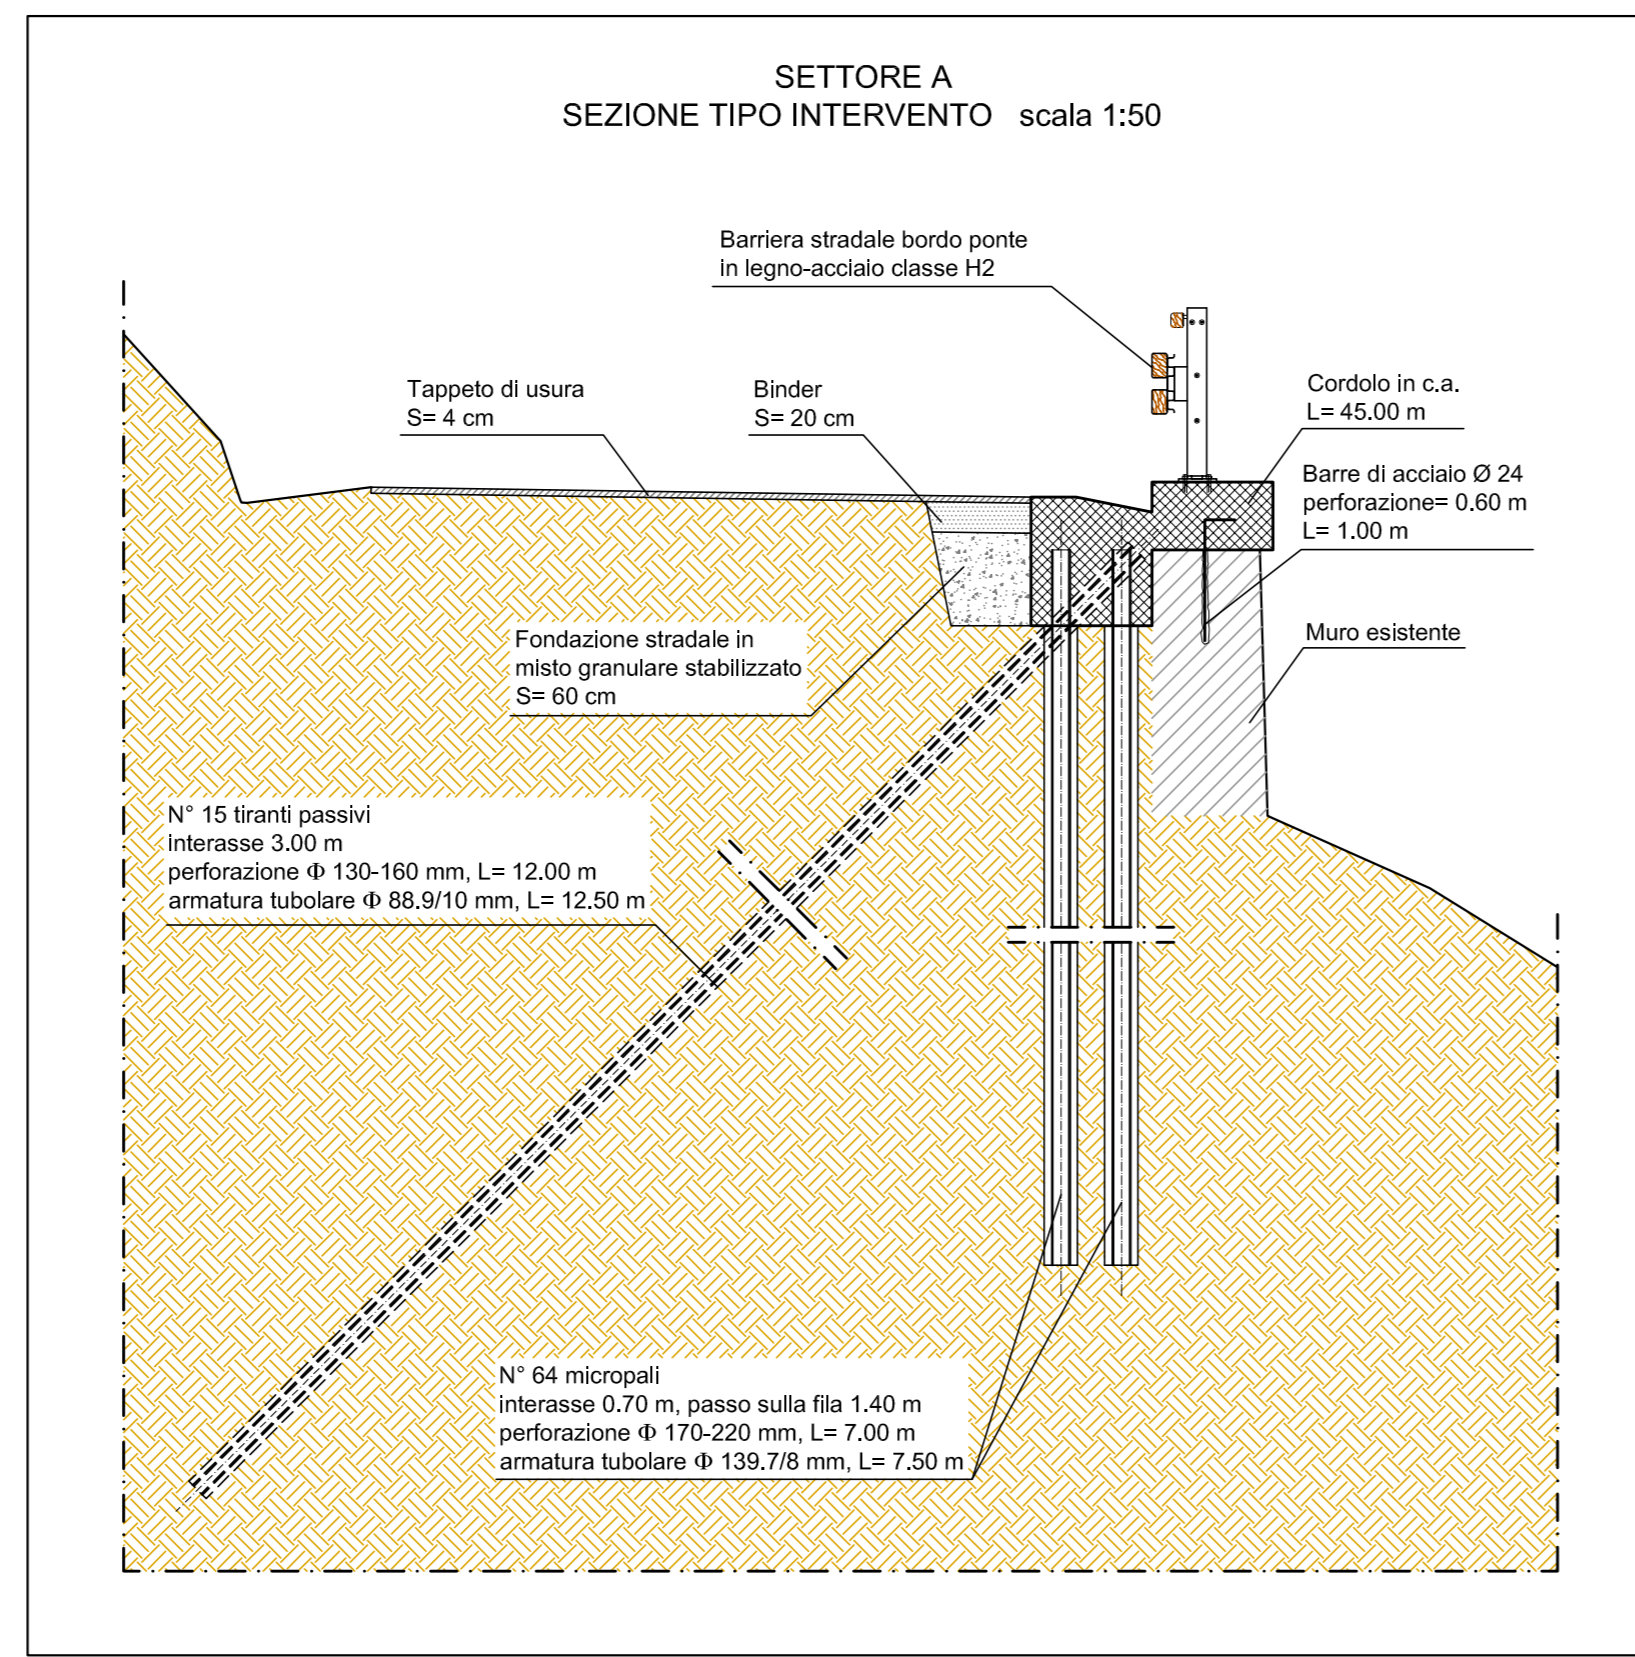 SETTORE A
SEZIONE TIPO INTERVENTO scala 1:50
Barriera stradale bordo ponte
in legno-acciaio classe H2
Tappeto di usura
S= 4 cm
Binder
S= 20 cm
Cordolo in c.a.
L= 45.00 m
Barre di acciaio Ø 24
perforazione= 0.60 m
L= 1.00 m
Fondazione stradale in
misto granulare stabilizzato
S= 60 cm
Muro esistente
N° 15 tiranti passivi
interasse 3.00 m
perforazione Φ 130-160 mm, L= 12.00 m
armatura tubolare Φ 88.9/10 mm, L= 12.50 m
N° 64 micropali
interasse 0.70 m, passo sulla fila 1.40 m
perforazione Φ 170-220 mm, L= 7.00 m
armatura tubolare Φ 139.7/8 mm, L= 7.50 m